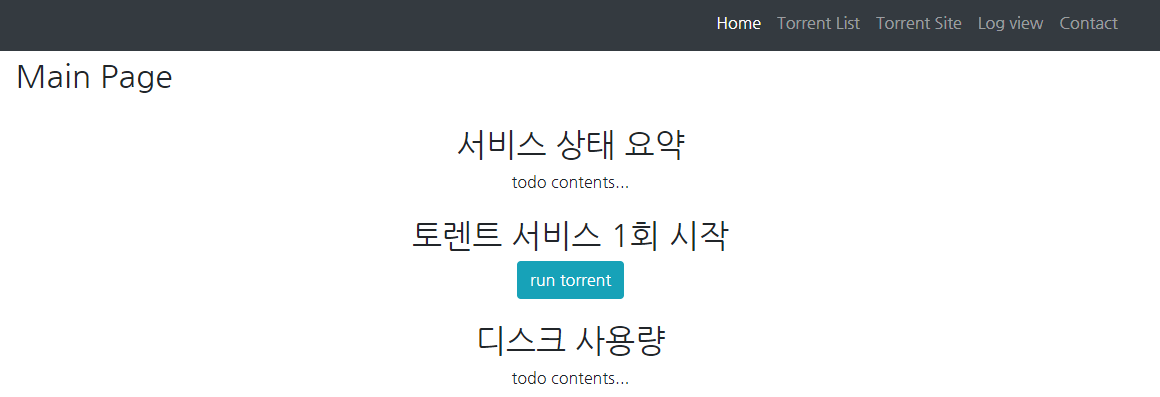 Home Torrent List Torrent Site Log view Contact
Main Page
서비스 상태 요약
todo contents...
토렌트 서비스 1회 시작
run torrent
디스크 사용량
todo contents...